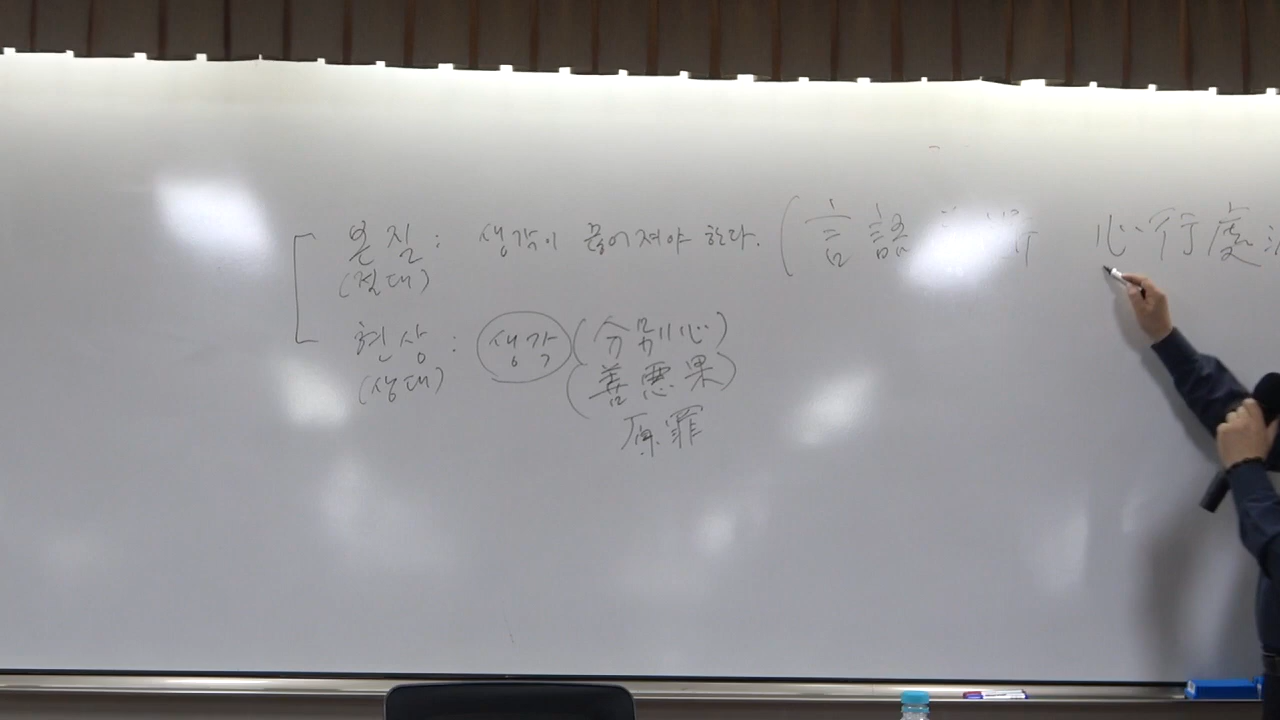 본질: 생각이 끊어져야 한다. (言語 心行處
(절대)
현상: 생각 (分別心)
(상대) (善悪果)
原罪